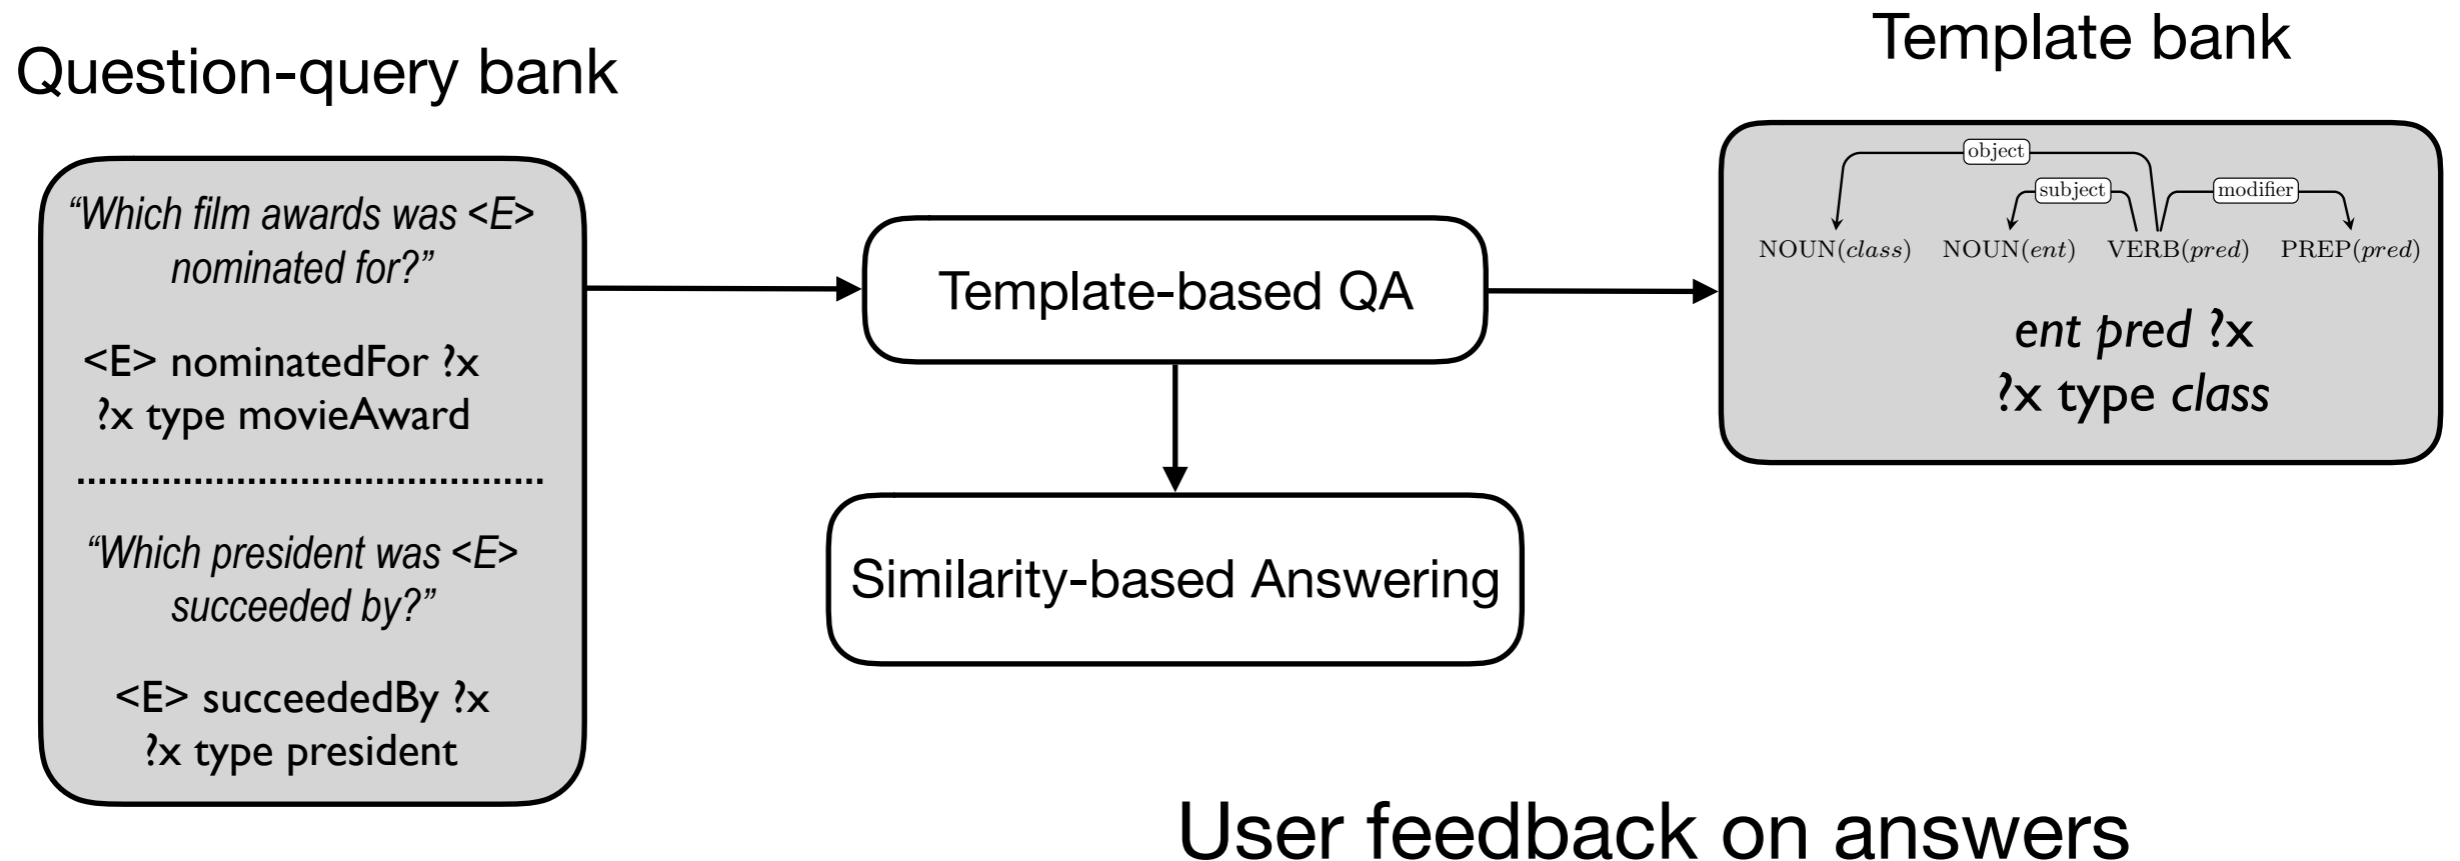 Question-query bank
“Which film awards was <E>
nominated for?”
<E> nominatedFor ?x
?x type movieAward
“Which president was <E>
succeeded by?”
<E> succeededBy ?x
?x type president
Template-based QA
Similarity-based Answering
Template bank
object
subject modifier
NOUN(class) NOUN(ent) VERB(pred) PREP(pred)
ent pred ?x
?x type class
User feedback on answers